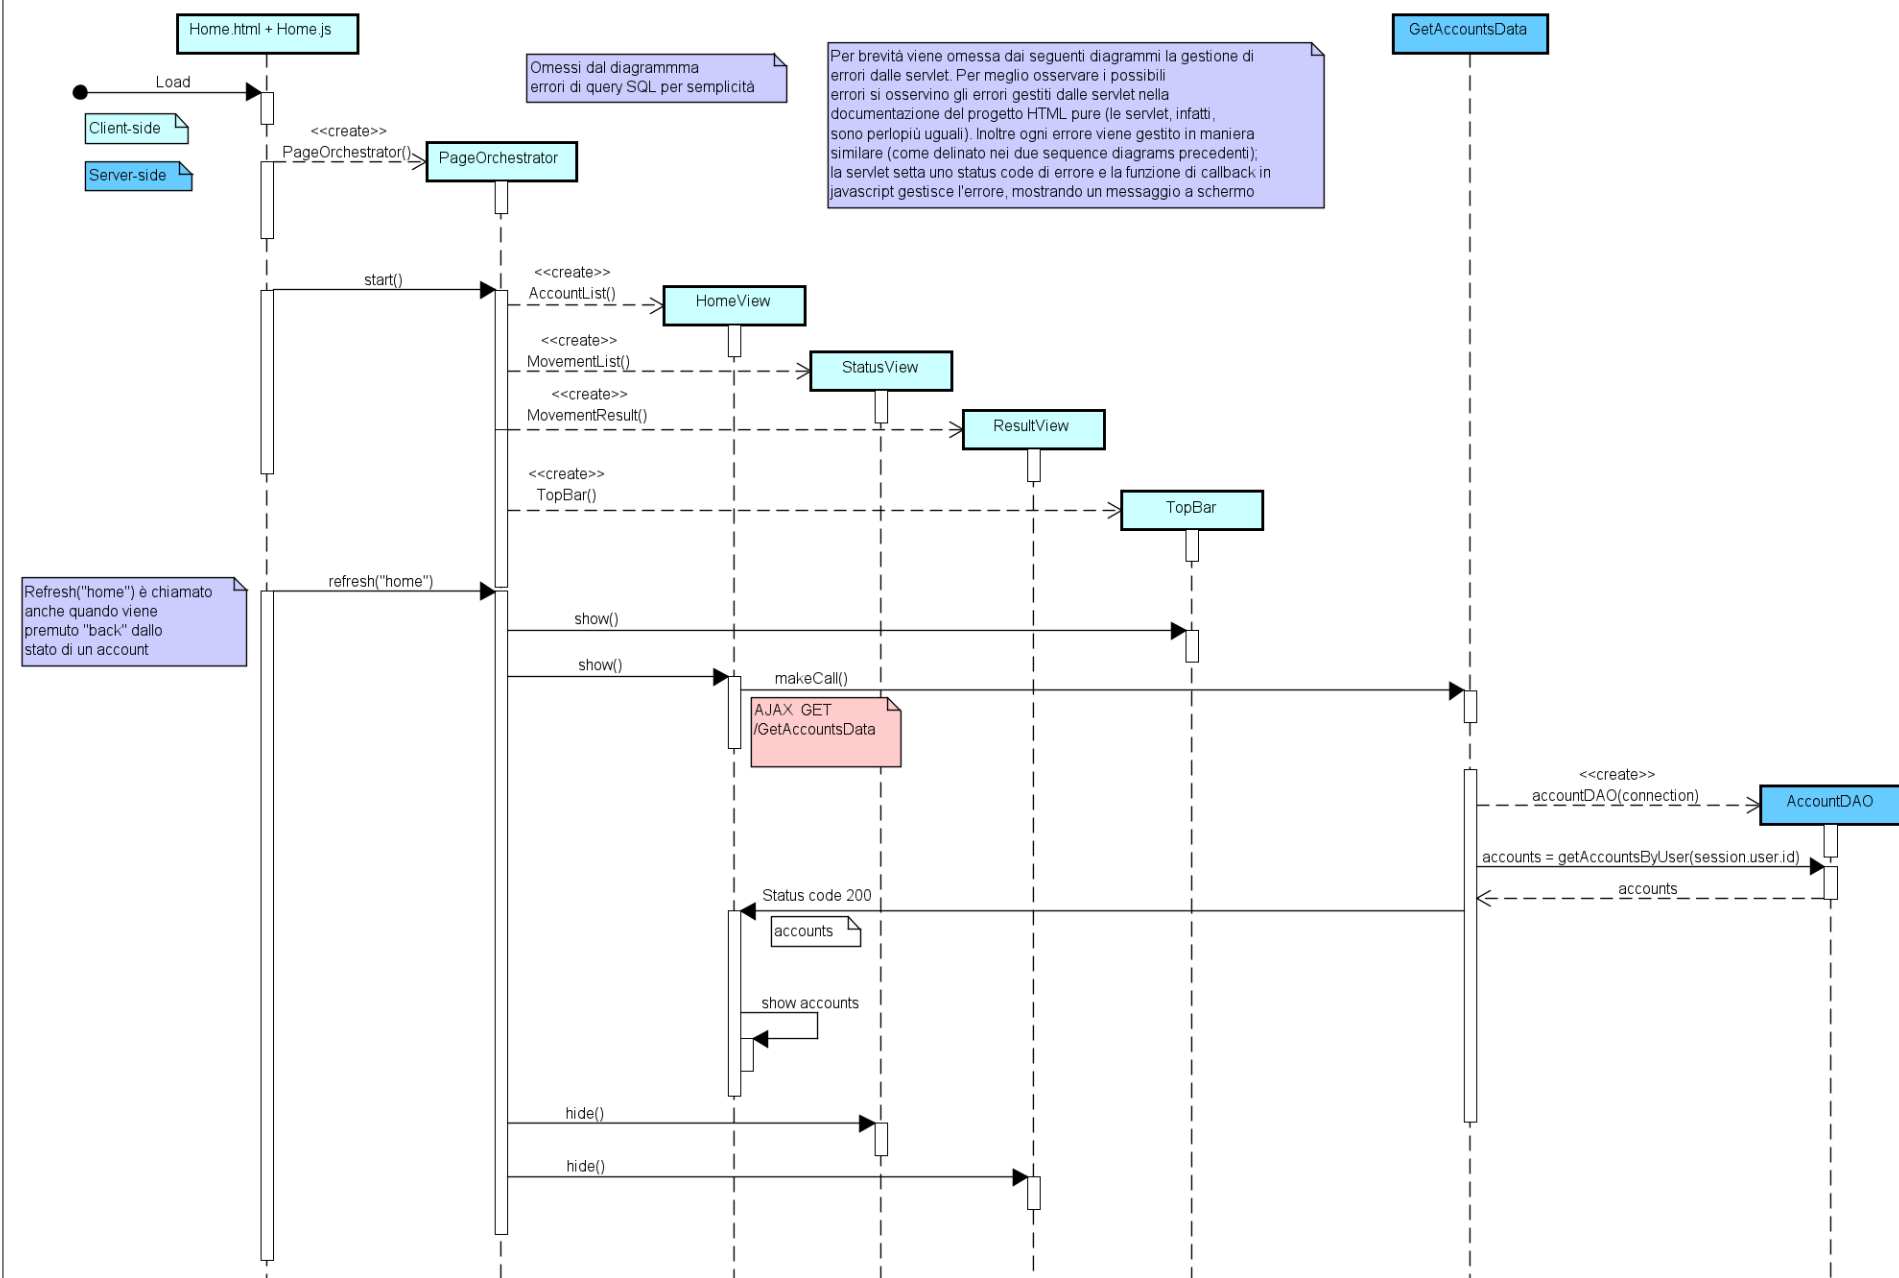 Home.html + Home.js
GetAccountsData
Load
Omessi dal diagrammma
errori di query SQL per semplicità
Per brevità viene omessa dai seguenti diagrammi la gestione di
errori dalle servlet. Per meglio osservare i possibili
errori si osservino gli errori gestiti dalle servlet nella
documentazione del progetto HTML pure (le servlet, infatti,
sono perlopiù uguali). Inoltre ogni errore viene gestito in maniera
similare (come delinato nei due sequence diagrams precedenti);
la servlet setta uno status code di errore e la funzione di callback in
javascript gestisce l'errore, mostrando un messaggio a schermo
Client-side
Server-side
<<create>>
PageOrchestrator()
PageOrchestrator
start()
<<create>>
AccountList()
HomeView
<<create>>
MovementList()
StatusView
<<create>>
MovementResult()
ResultView
<<create>>
TopBar()
TopBar
Refresh("home") è chiamato
anche quando viene
premuto "back" dallo
stato di un account
refresh("home")
show()
show()
makeCall()
AJAX GET
/GetAccountsData
<<create>>
accountDAO(connection)
AccountDAO
accounts = getAccountsByUser(session.user.id)
accounts
Status code 200
accounts
show accounts
hide()
hide()